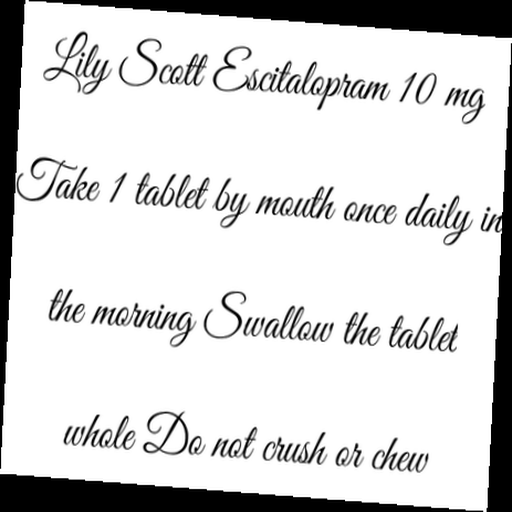 Lily Scott Escitalopram 10 mg
Take 1 tablet by mouth once daily in
the morning Swallow the tablet
whole Do not crush or chew